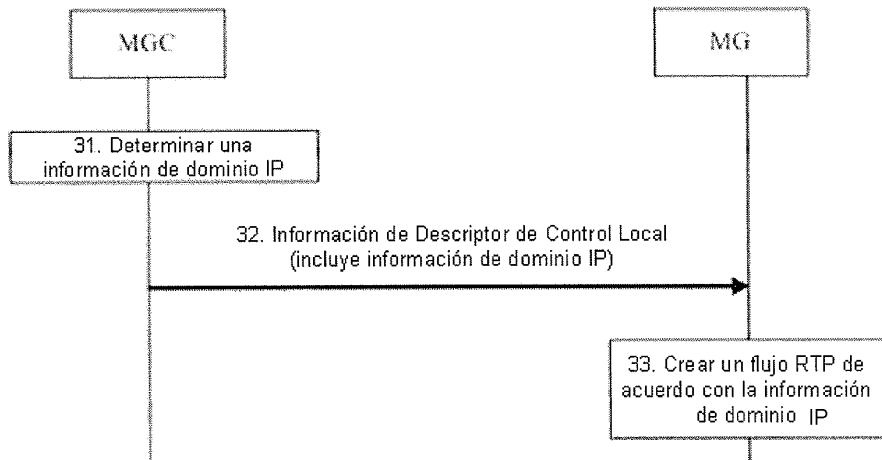 MGC
MG
31. Determinar una
información de dominio IP
32. Información de Descriptor de Control Local
(incluye información de dominio IP)
33. Crear un flujo RTP de
acuerdo con la información
de dominio IP